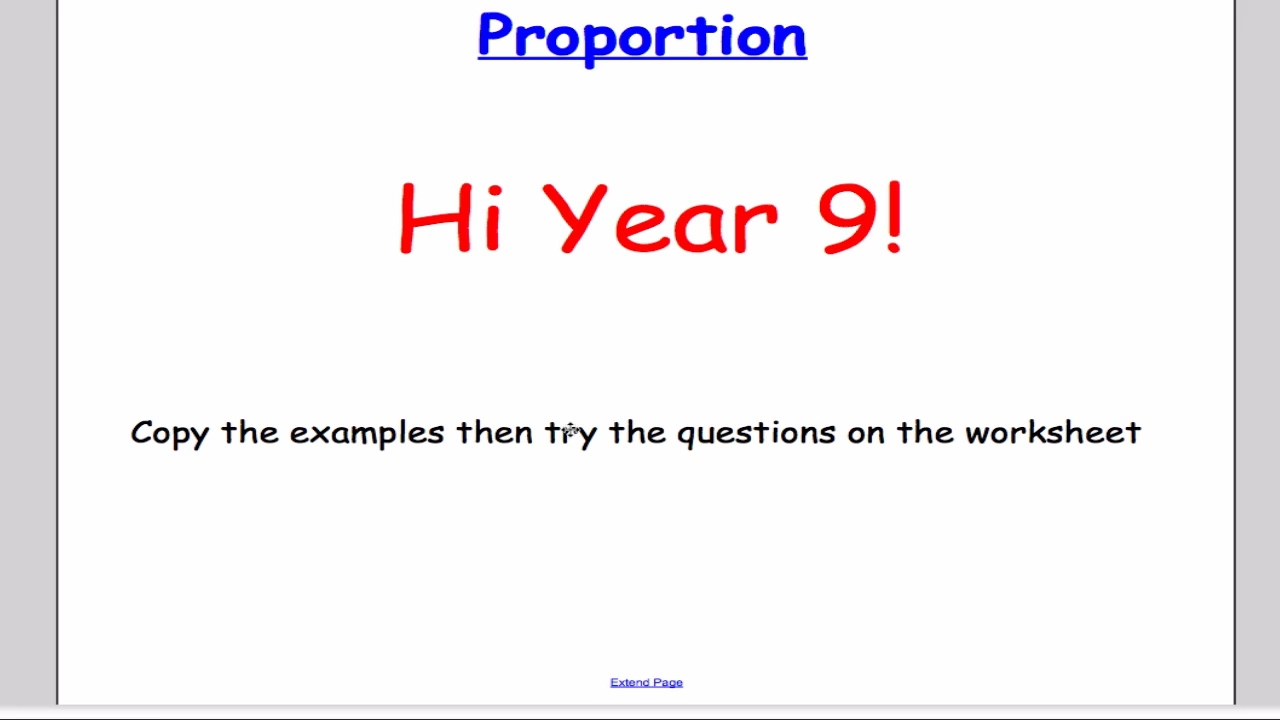 Proportion
Hi Year 9!
Copy the examples then try the questions on the worksheet
Extend Page